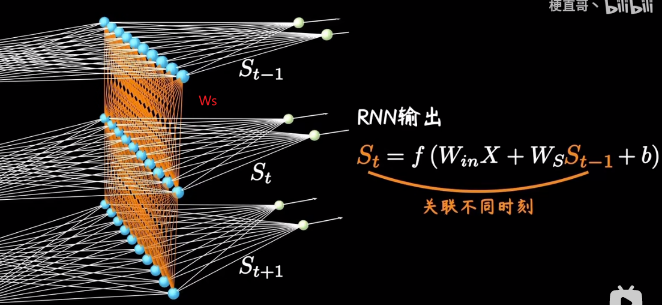 梗直哥丶 bilibili
S_{t-1}
Ws
RNN输出
S_t = f (W_{in}X + W_S S_{t-1} + b)
S_t
关联不同时刻
S_{t+1}